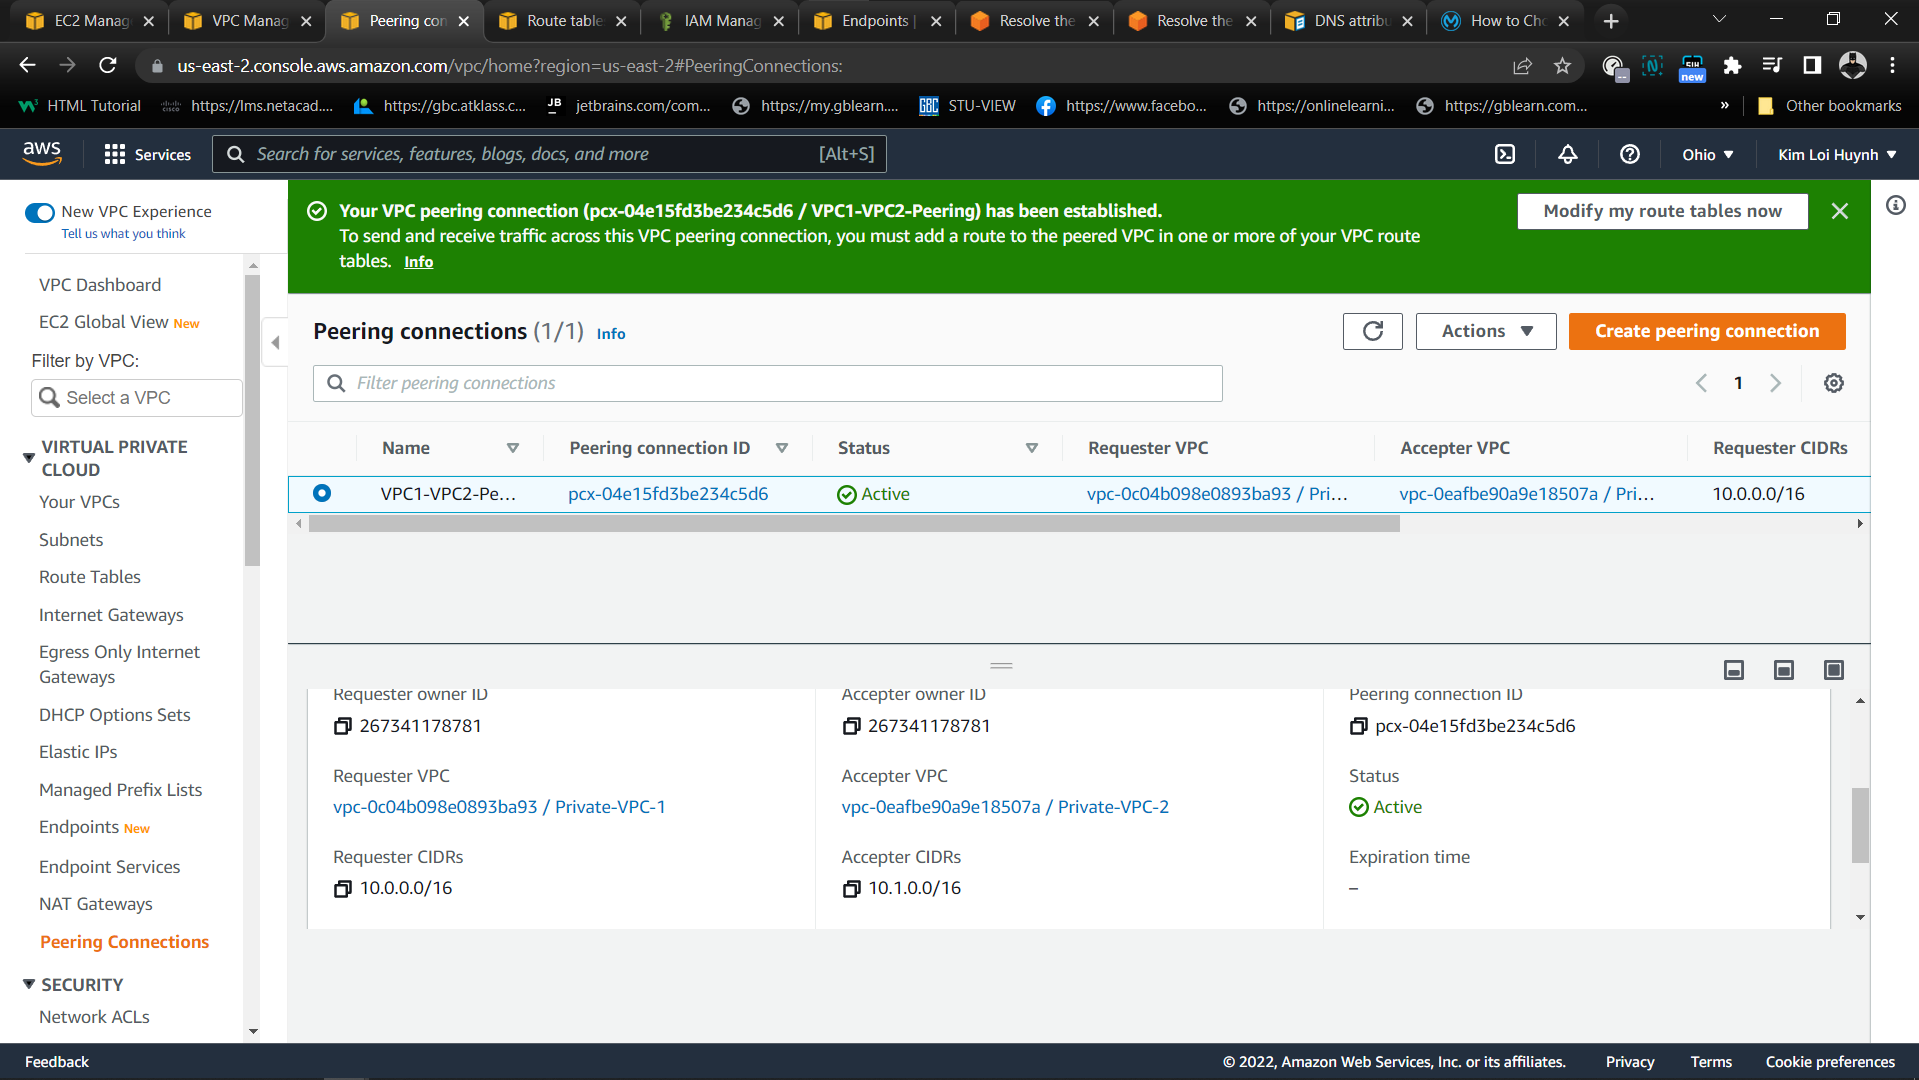 EC2 Manag
VPC Manag
Peering con
Route table
IAM Manag
Endpoints |
Resolve the
Resolve the
DNS attribu
How to Ch
us-east-2.console.aws.amazon.com/vpc/home?region=us-east-2#PeeringConnections:
new
HTML Tutorial
https://lms.netacad....
https://gbc.atklass.c...
JB
jetbrains.com/com...
https://my.gblearn....
GBC
STU-VIEW
https://www.facebo...
https://onlinelearni...
https://gblearn.com...
»
Other bookmarks
aws
Services
Search for services, features, blogs, docs, and more
[Alt+S]
Ohio
Kim Loi Huynh
New VPC Experience
Tell us what you think
VPC Dashboard
EC2 Global View New
Filter by VPC:
Select a VPC
VIRTUAL PRIVATE
CLOUD
Your VPCs
Subnets
Route Tables
Internet Gateways
Egress Only Internet
Gateways
DHCP Options Sets
Elastic IPs
Managed Prefix Lists
Endpoints New
Endpoint Services
NAT Gateways
Peering Connections
SECURITY
Network ACLs
Your VPC peering connection (pcx-04e15fd3be234c5d6 / VPC1-VPC2-Peering) has been established.
To send and receive traffic across this VPC peering connection, you must add a route to the peered VPC in one or more of your VPC route
tables. Info
Modify my route tables now
Peering connections (1/1) Info
Actions
Create peering connection
Filter peering connections
1
Name
Peering connection ID
Status
Requester VPC
Accepter VPC
Requester CIDRs
VPC1-VPC2-Pe...
pcx-04e15fd3be234c5d6
Active
vpc-0c04b098e0893ba93 / Pri...
vpc-0eafbe90a9e18507a / Pri...
10.0.0.0/16
Requester owner ID
267341178781
Accepter owner ID
267341178781
Peering connection ID
pcx-04e15fd3be234c5d6
Requester VPC
vpc-0c04b098e0893ba93 / Private-VPC-1
Accepter VPC
vpc-0eafbe90a9e18507a / Private-VPC-2
Status
Active
Requester CIDRs
10.0.0.0/16
Accepter CIDRs
10.1.0.0/16
Expiration time
–
Feedback
© 2022, Amazon Web Services, Inc. or its affiliates.
Privacy
Terms
Cookie preferences